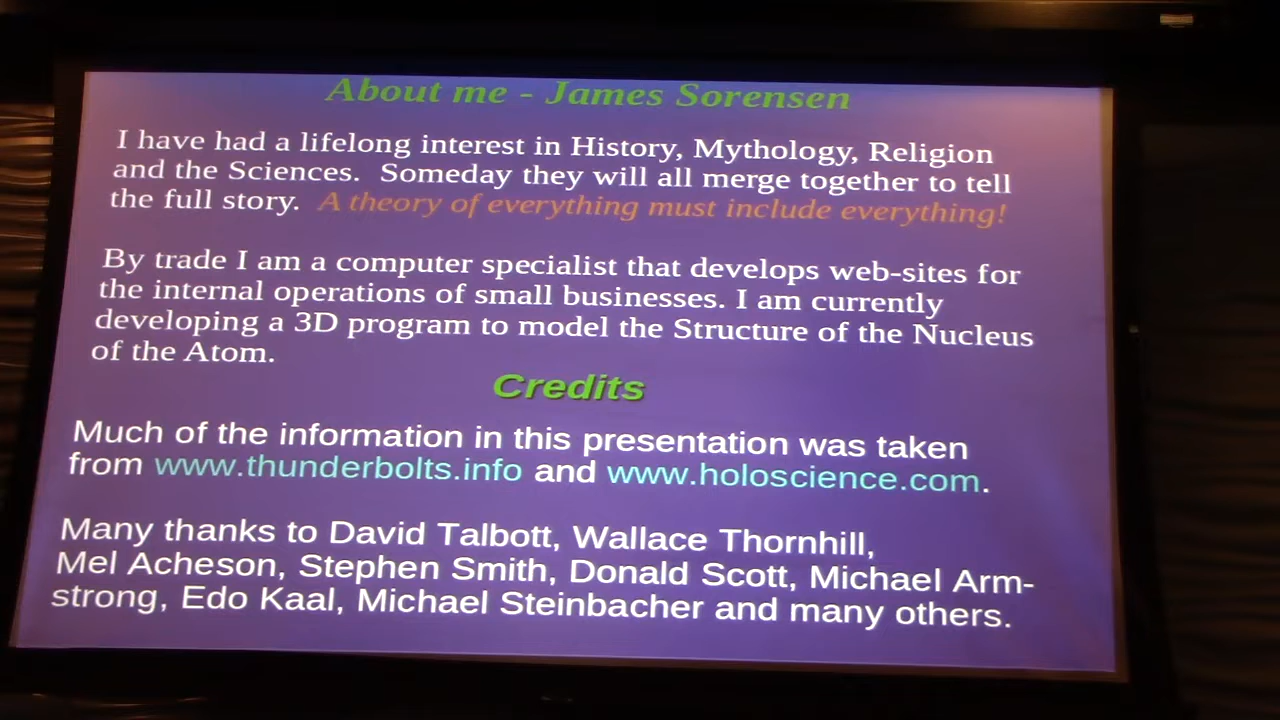 About me - James Sorensen
I have had a lifelong interest in History, Mythology, Religion
and the Sciences.  Someday they will all merge together to tell
the full story.  A theory of everything must include everything!
By trade I am a computer specialist that develops web-sites for
the internal operations of small businesses. I am currently
developing a 3D program to model the Structure of the Nucleus
of the Atom.
Credits
Much of the information in this presentation was taken
from www.thunderbolts.info and www.holoscience.com.
Many thanks to David Talbott, Wallace Thornhill,
Mel Acheson, Stephen Smith, Donald Scott, Michael Arm-
strong, Edo Kaal, Michael Steinbacher and many others.